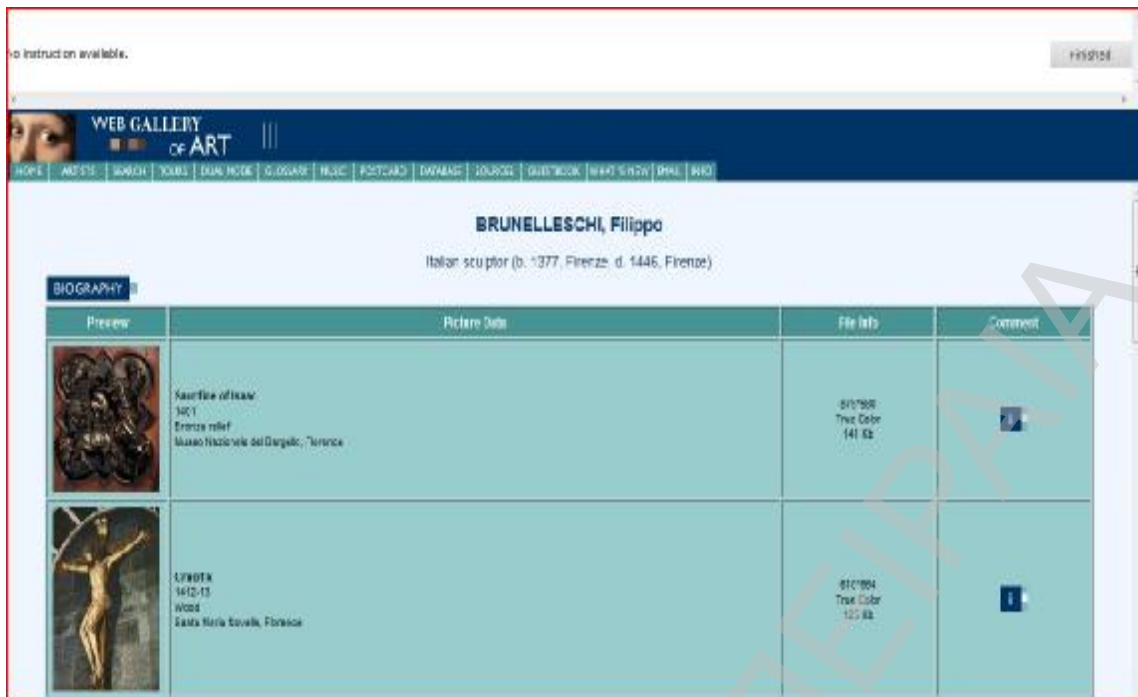 No instruction available.
Finished
WEB GALLERY
OF ART
HOME ARTISTS SEARCH TOURS DUAL MODE GLOSSARY MUSIC POSTCARD DATABASE SOURCES GUESTBOOK WHAT'S NEW EMAIL INFO
BRUNELLESCHI, Filippo
Italian sculptor (b. 1377, Firenze, d. 1446, Firenze)
BIOGRAPHY
Preview Picture Data File Info Comment
Sacrifice of Isaac
1401
Bronze relief
Museo Nazionale del Bargello, Florence
True Color
141 Kb
i
Crucifix
1412-13
Wood
Santa Maria Novella, Florence
True Color
125 Kb
i